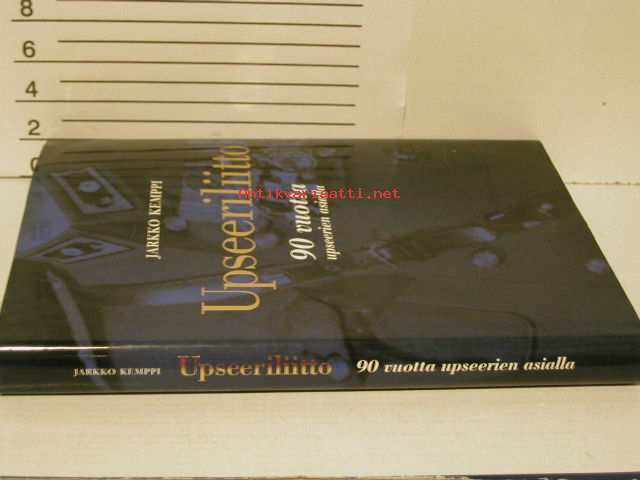 8
6
4
2
0
JARKKO KEMPPI
Upseeriliitto
90 vuotta
upseerien asialla
Antikvariaatti.net
JARKKO KEMPPI Upseeriliitto 90 vuotta upseerien asialla